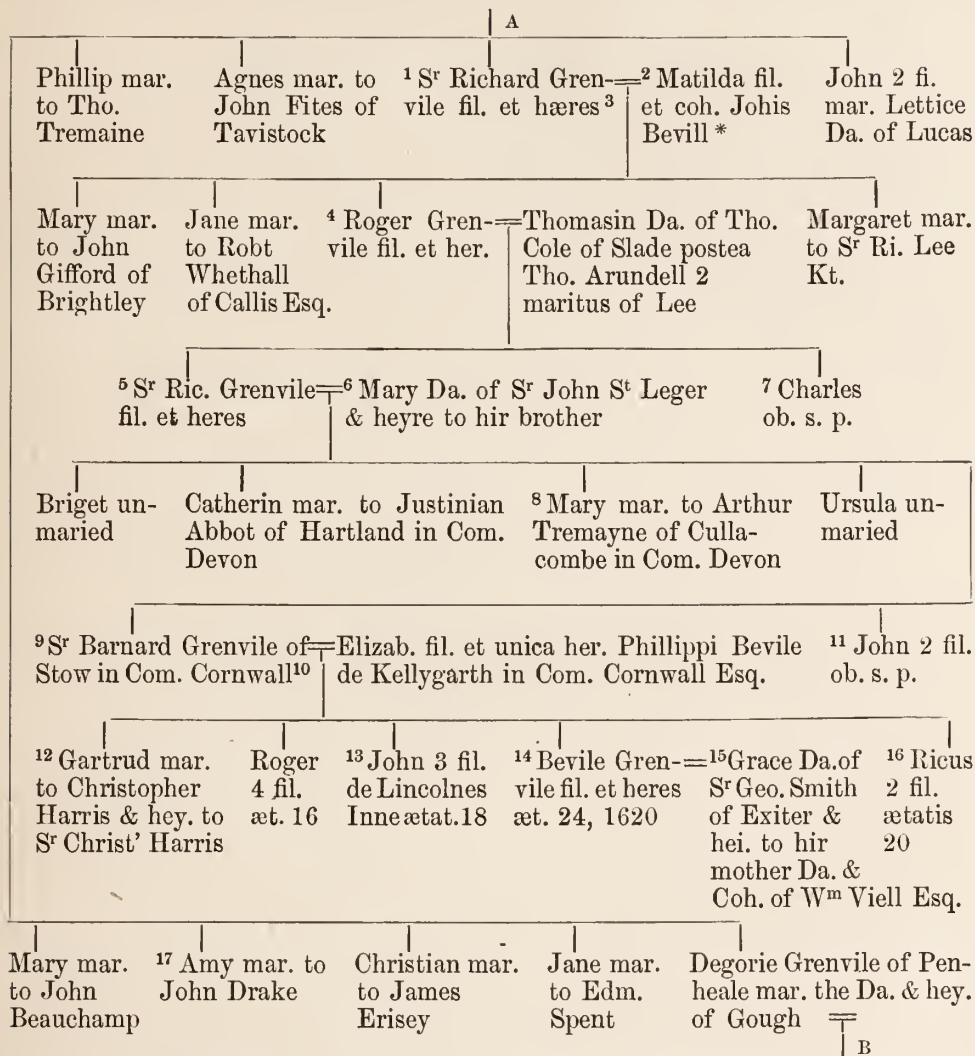 A
Phillip mar.
to Tho.
Tremaine
Agnes mar. to
John Fites of
Tavistock
¹ Sʳ Richard Gren-
vile fil. et hæres ³
² Matilda fil.
et coh. Johis
Bevill *
John 2 fi.
mar. Lettice
Da. of Lucas
Mary mar.
to John
Gifford of
Brightley
Jane mar.
to Robt
Whethall
of Callis Esq.
⁴ Roger Gren-
vile fil. et her.
Thomasin Da. of Tho.
Cole of Slade postea
Tho. Arundell 2
maritus of Lee
Margaret mar.
to Sʳ Ri. Lee
Kt.
⁵ Sʳ Ric. Grenvile
fil. et heres
⁶ Mary Da. of Sʳ John Sᵗ Leger
& heyre to hir brother
⁷ Charles
ob. s. p.
Briget un-
maried
Catherin mar. to Justinian
Abbot of Hartland in Com.
Devon
⁸ Mary mar. to Arthur
Tremayne of Culla-
combe in Com. Devon
Ursula un-
maried
⁹ Sʳ Barnard Grenvile of
Stow in Com. Cornwall¹⁰
Elizab. fil. et unica her. Phillippi Bevile
de Kellygarth in Com. Cornwall Esq.
¹¹ John 2 fil.
ob. s. p.
¹² Gartrud mar.
to Christopher
Harris & hey. to
Sʳ Christ' Harris
Roger
4 fil.
æt. 16
¹³ John 3 fil.
de Lincolnes
Inne ætat. 18
¹⁴ Bevile Gren-
vile fil. et heres
æt. 24, 1620
¹⁵ Grace Da. of
Sʳ Geo. Smith
of Exiter &
hei. to hir
mother Da. &
Coh. of Wᵐ Viell Esq.
¹⁶ Ricus
2 fil.
ætatis
20
Mary mar.
to John
Beauchamp
¹⁷ Amy mar. to
John Drake
Christian mar.
to James
Erisey
Jane mar.
to Edm.
Spent
Degorie Grenvile of Pen-
heale mar. the Da. & hey.
of Gough
B